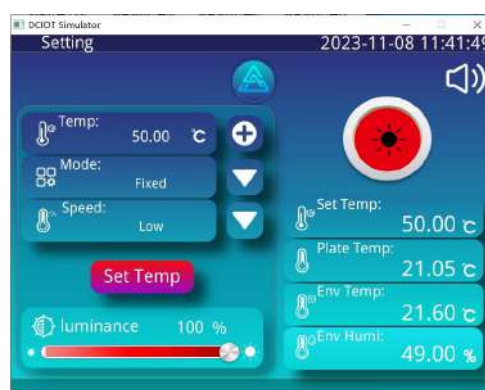 DCIOT Simulator
Setting
2023-11-08 11:41:49
Temp:
50.00 ℃
Mode:
Fixed
Speed:
Low
Set Temp
luminance 100 %
Set Temp:
50.00 ℃
Plate Temp:
21.05 ℃
Env Temp:
21.60 ℃
Env Humi:
49.00 %